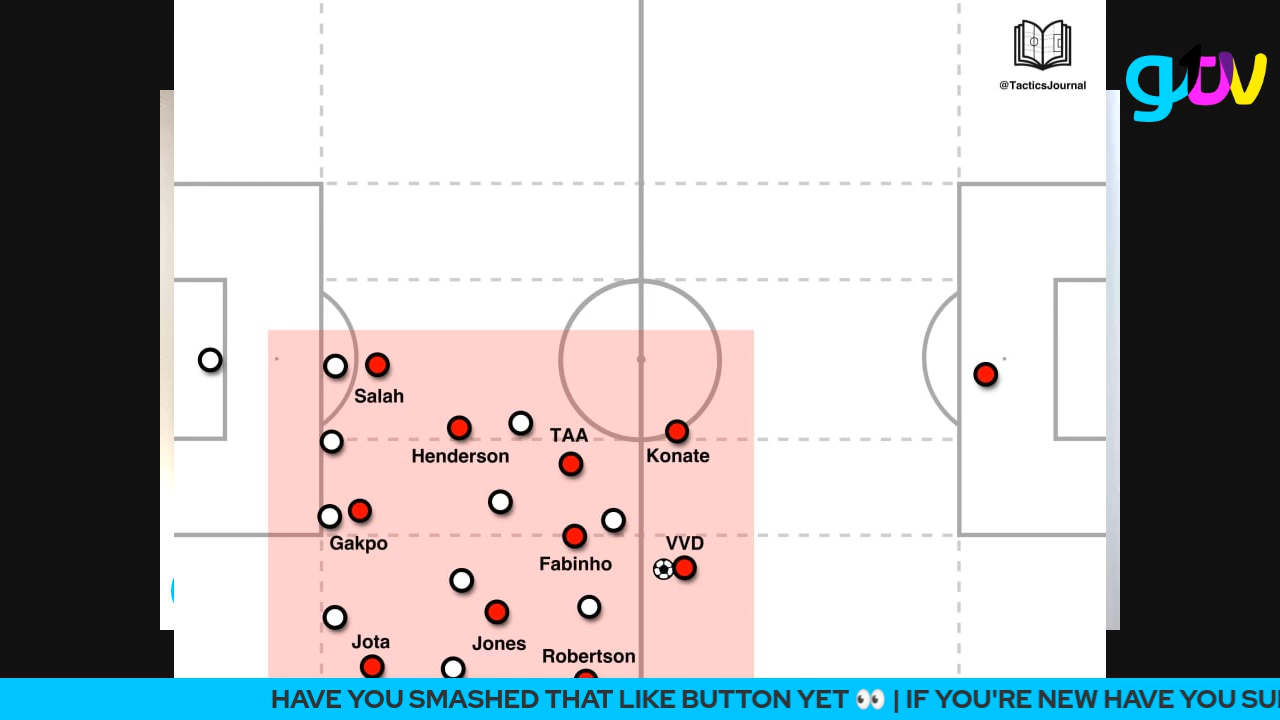 @TacticsJournal
g1tv
Salah
Henderson
TAA
Konate
Gakpo
Fabinho
VVD
Jota
Jones
Robertson
HAVE YOU SMASHED THAT LIKE BUTTON YET 👀 | IF YOU'RE NEW HAVE YOU SU